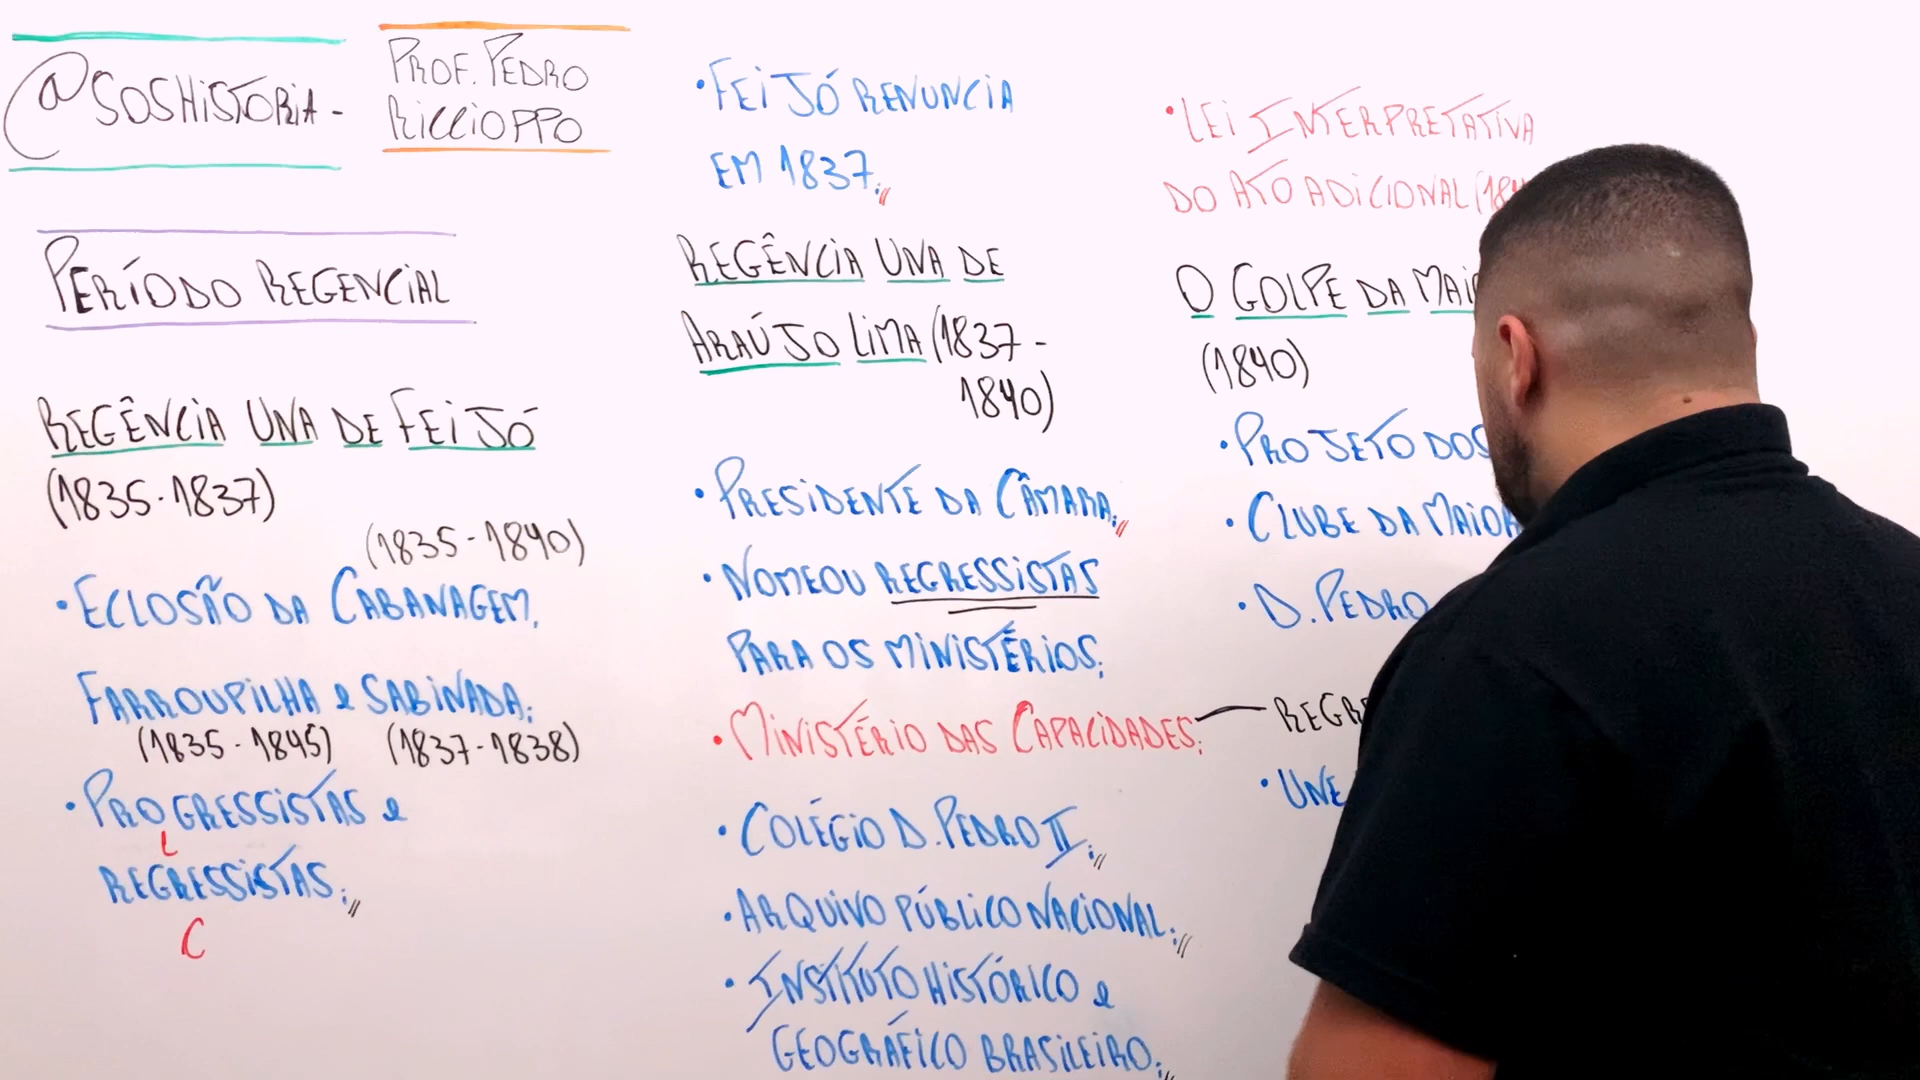 @SOSHISTORIA-
PROF. PEDRO
RICCIOPPO
PERÍODO REGENCIAL
REGÊNCIA UNA DE FEIJÓ
(1835-1837)
(1835-1840)
• ECLOSÃO DA CABANAGEM,
FARROUPILHA e SABINADA;
(1835-1845) (1837-1838)
• PROGRESSISTAS e
L
REGRESSISTAS;
C
• FEIJÓ RENUNCIA
EM 1837;
REGÊNCIA UNA DE
ARAÚJO LIMA (1837-
1840)
• PRESIDENTE DA CÂMARA;
• NOMEOU REGRESSISTAS
PARA OS MINISTÉRIOS;
• MINISTÉRIO DAS CAPACIDADES;
• COLÉGIO D. PEDRO II;
• ARQUIVO PÚBLICO NACIONAL;
• INSTITUTO HISTÓRICO e
GEOGRÁFICO BRASILEIRO;
• LEI INTERPRETATIVA
DO ATO ADICIONAL
O GOLPE DA
(1840)
• PROJETO DOS
• CLUBE DA
• D. PEDRO